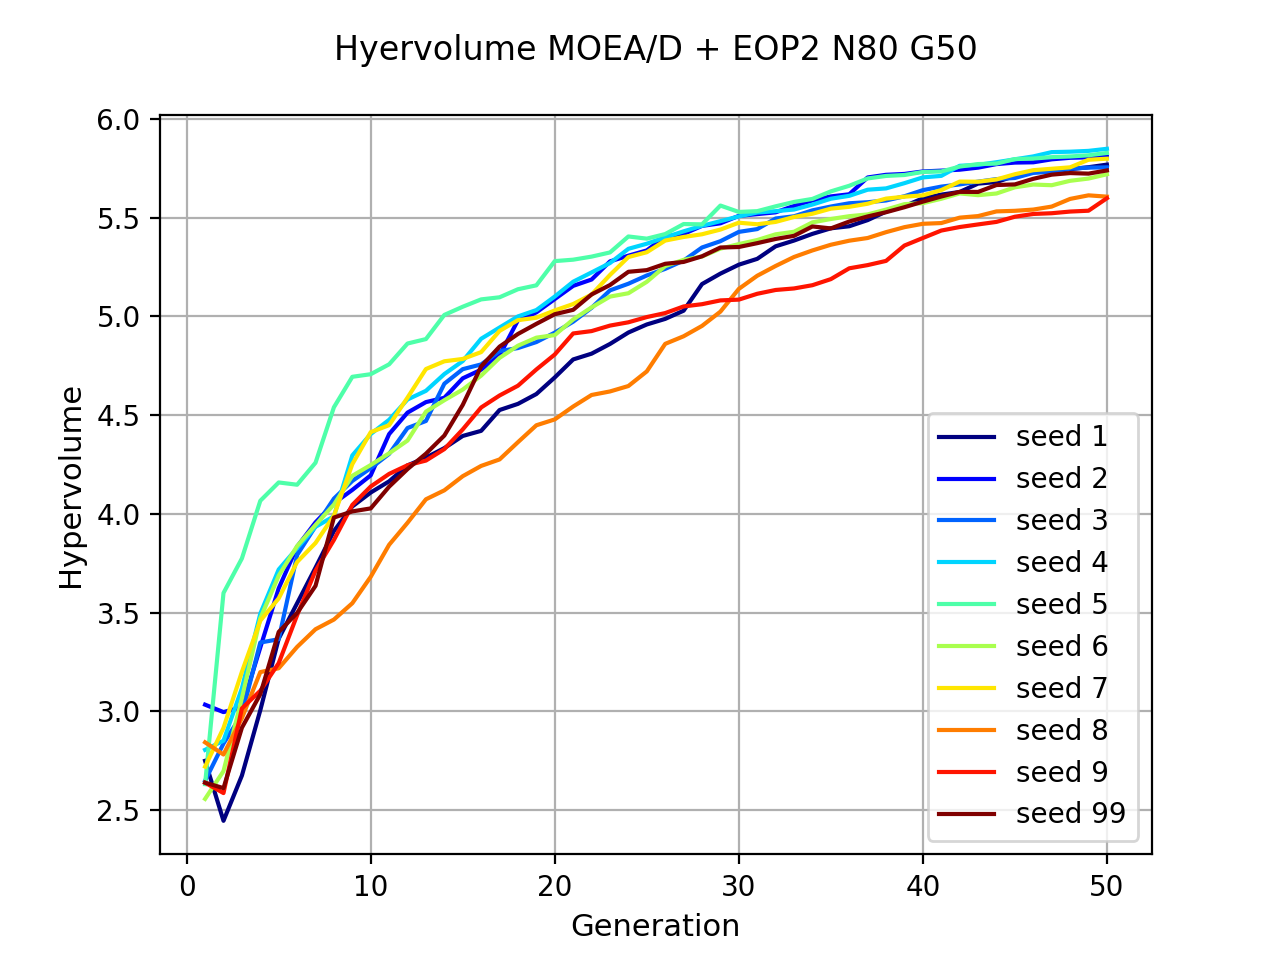 Hyervolume MOEA/D + EOP2 N80 G50
6.0
5.5
5.0
4.5
4.0
3.5
3.0
2.5
Hypervolume
seed 1
seed 2
seed 3
seed 4
seed 5
seed 6
seed 7
seed 8
seed 9
seed 99
0 10 20 30 40 50
Generation